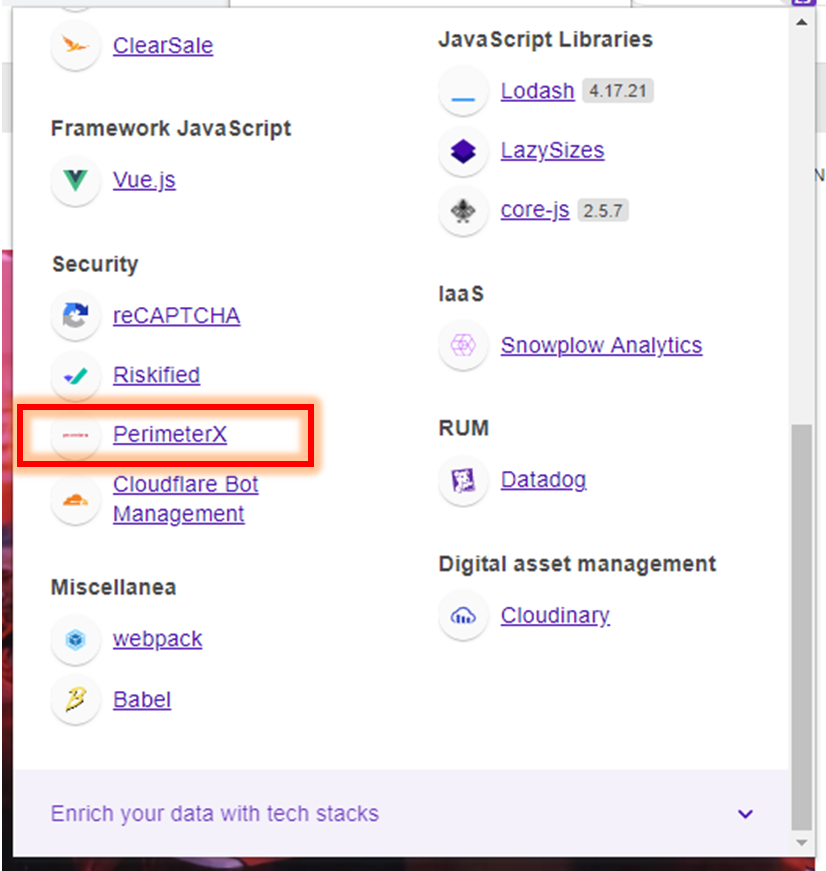 ClearSale
Framework JavaScript
Vue.js
Security
reCAPTCHA
Riskified
PerimeterX
Cloudflare Bot
Management
Miscellanea
webpack
Babel
JavaScript Libraries
Lodash 4.17.21
LazySizes
core-js 2.5.7
IaaS
Snowplow Analytics
RUM
Datadog
Digital asset management
Cloudinary
Enrich your data with tech stacks
N